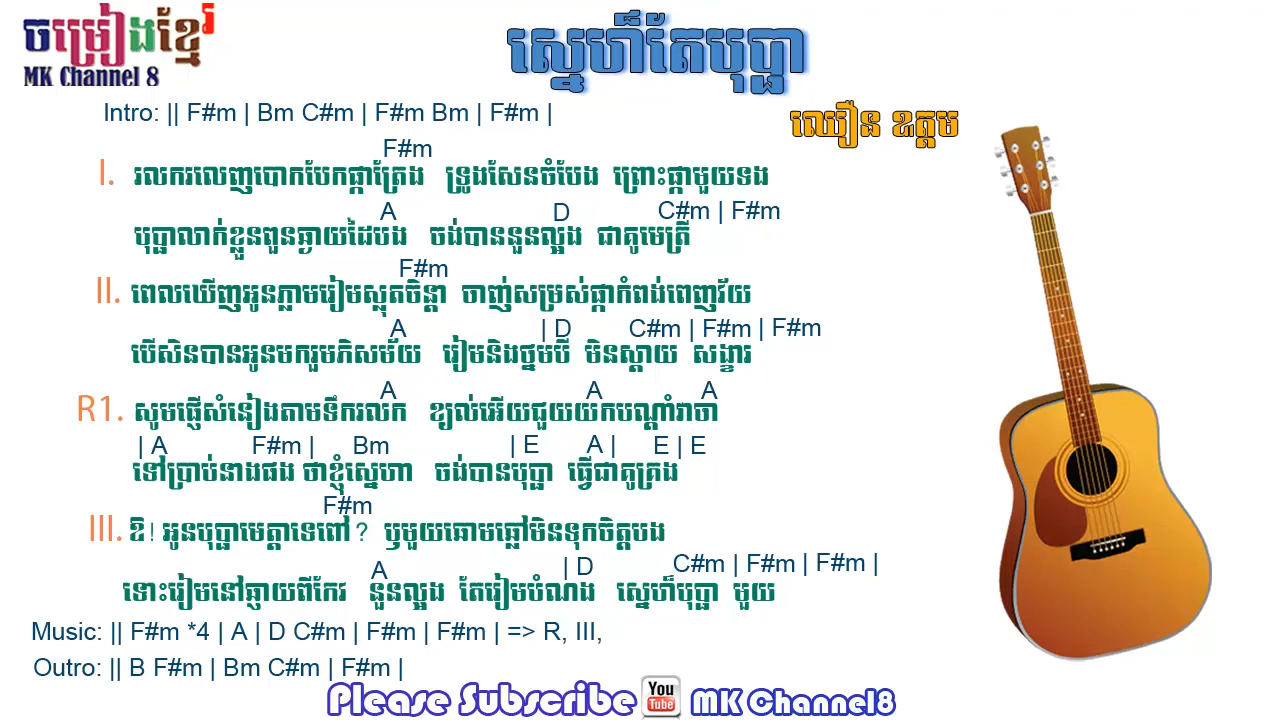 ចម្រៀងខ្មែរ
MK Channel 8
ស្នេហ៍តែបុប្ផា
ឈឿន ឧត្តម
Intro: || F#m | Bm C#m | F#m Bm | F#m |
F#m
I. រលករលេញបោកបែកផ្កាត្រែង ទ្រូងសែនចំបែង ព្រោះផ្កាមួយទង
A D C#m | F#m
បុប្ផាលាក់ខ្លួនពួនឆ្ងាយដៃបង ចង់បាននួនល្អង ជាគូមេត្រី
F#m
II. ពេលឃើញអូនភ្លាមរៀមស្លុតចិន្តា ចាញ់សម្រស់ផ្កាកំពង់ពេញវ័យ
A | D C#m | F#m | F#m
បើសិនបានអូនមករួមភិសម័យ រៀមនិងថ្នមបី មិនស្តាយ សង្ខារ
A A A
R1. សូមផ្ញើសំនៀងតាមទឹករលក ខ្យល់អើយជួយយកបណ្តាំវាចា
| A F#m | Bm | E A | E | E
ទៅប្រាប់នាងផង ថាខ្ញុំស្នេហា ចង់បានបុប្ផា ធ្វើជាគូគ្រង
F#m
III. ឱ! អូនបុប្ផាមេត្តាទេពៅ? ឫមួយឆោមឆ្លៅមិនទុកចិត្តបង
A | D C#m | F#m | F#m |
ទោះរៀមនៅឆ្ងាយពីកែវ នួនល្អង តែរៀមបំណង ស្នេហ៍បុប្ផា មួយ
Music: || F#m *4 | A | D C#m | F#m | F#m | => R, III,
Outro: || B F#m | Bm C#m | F#m |
Please Subscribe You Tube MK Channel8